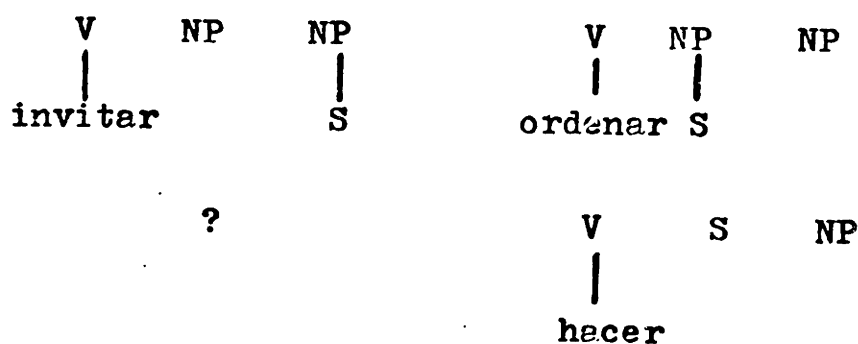 V NP NP V NP NP
invitar S ordenar S
? V S NP
hacer